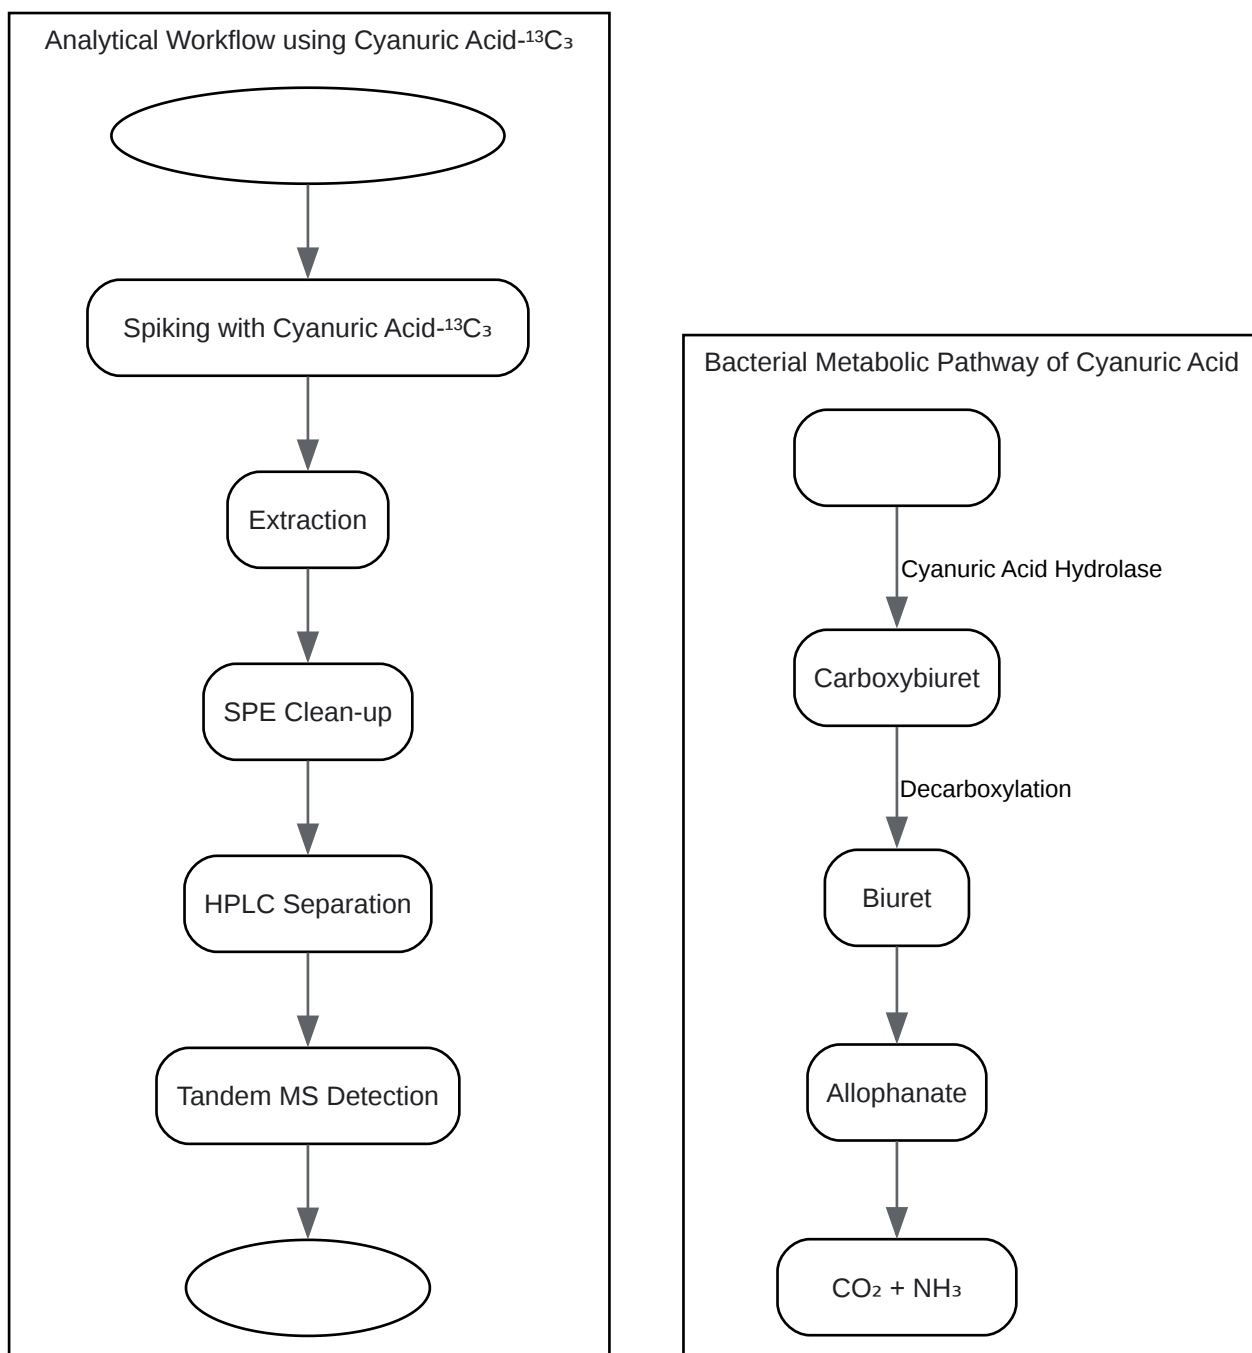 Analytical Workflow using Cyanuric Acid-¹³C₃
Spiking with Cyanuric Acid-¹³C₃
Extraction
SPE Clean-up
HPLC Separation
Tandem MS Detection
Bacterial Metabolic Pathway of Cyanuric Acid
Cyanuric Acid Hydrolase
Carboxybiuret
Decarboxylation
Biuret
Allophanate
CO₂ + NH₃